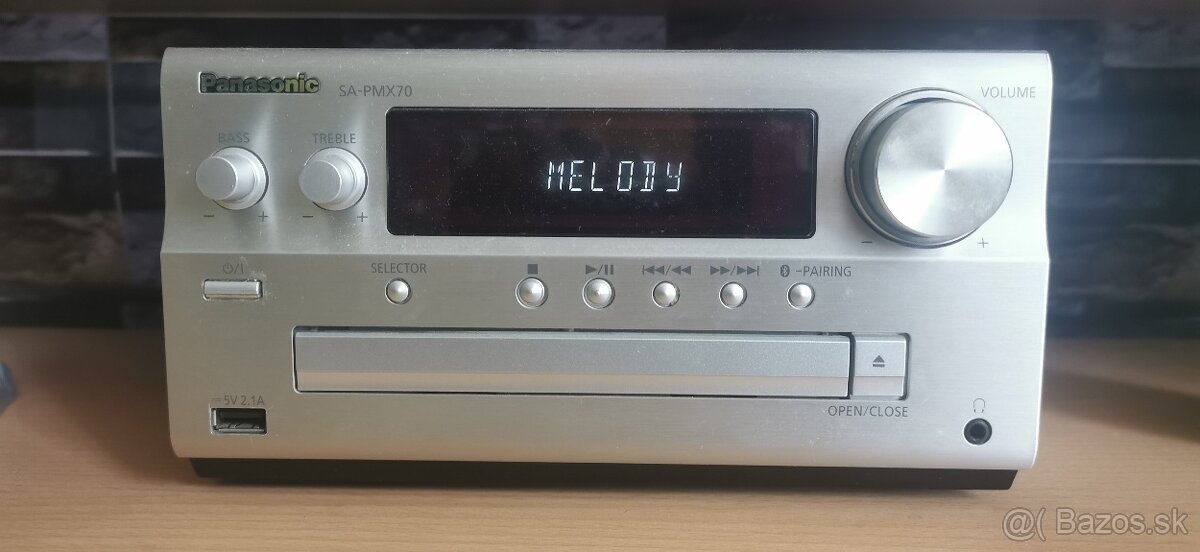 Panasonic SA-PMX70 VOLUME
BASS TREBLE
MELODY
− + − + − +
⏻/I SELECTOR ■ ▶/❚❚ |◀◀/◀◀ ▶▶/▶▶| -PAIRING
⎓ 5V 2.1A
OPEN/CLOSE
@( Bazos.sk